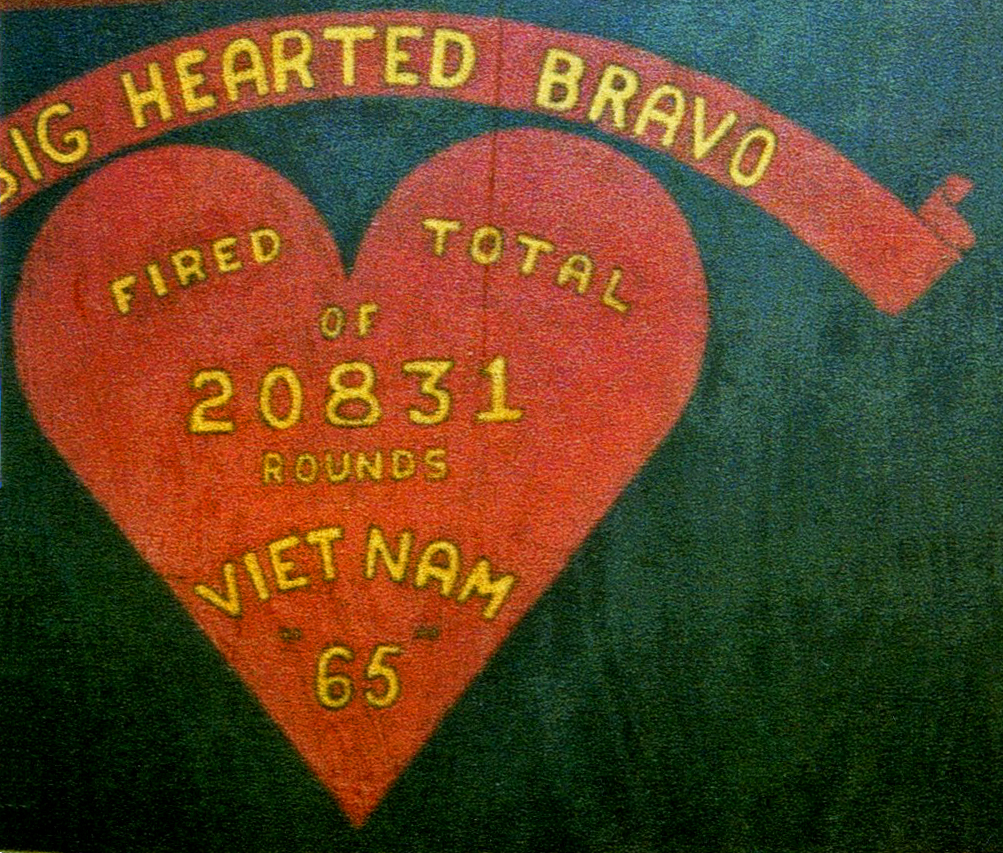 BIG HEARTED BRAVO
FIRED TOTAL
OF
20831
ROUNDS
VIET NAM
"65"